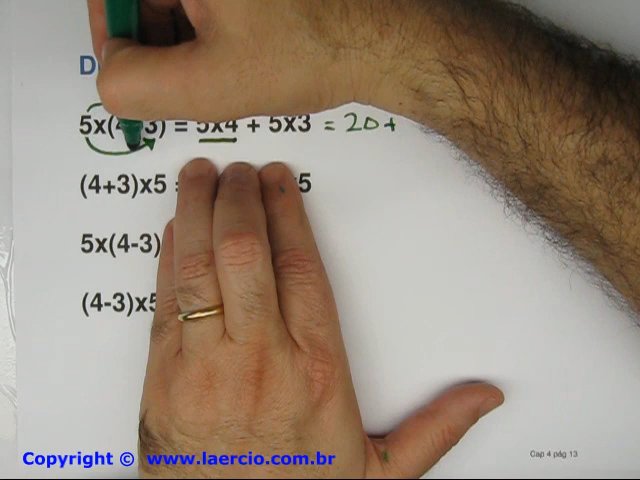 D
5x(4 3) = 5x4 + 5x3 = 20+
(4+3)x5 = x5
5x(4-3)
(4-3)x5
Cap 4 pág 13
Copyright © www.laercio.com.br